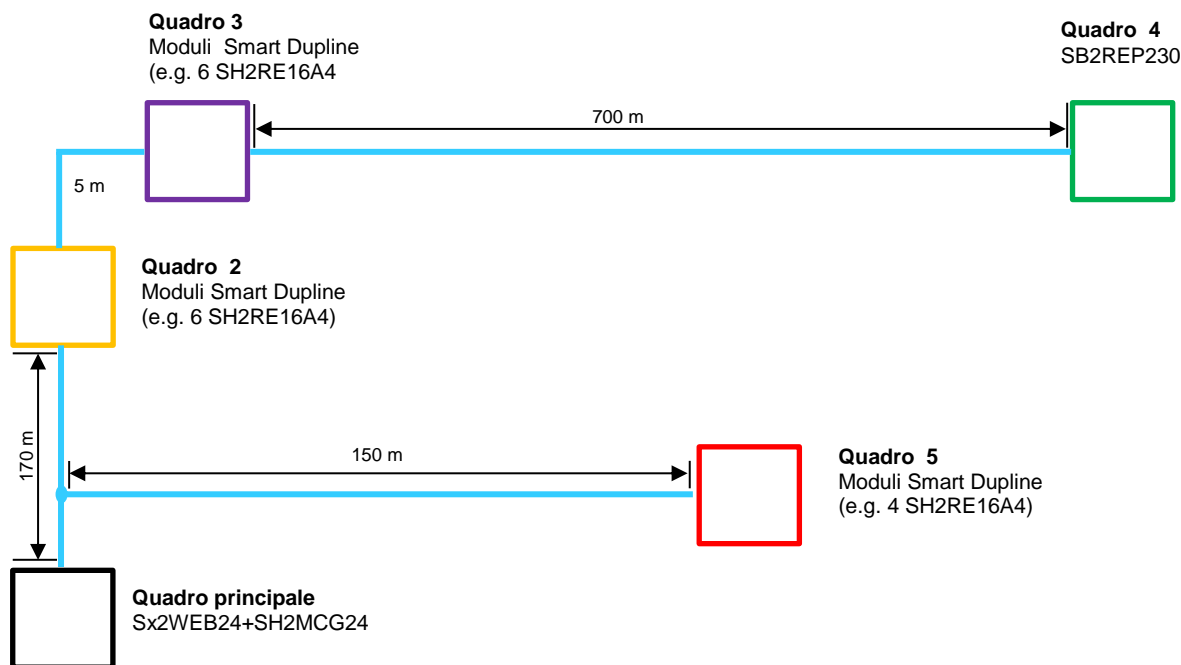 Quadro 3
Moduli Smart Dupline
(e.g. 6 SH2RE16A4
Quadro 4
SB2REP230
700 m
5 m
Quadro 2
Moduli Smart Dupline
(e.g. 6 SH2RE16A4)
170 m
150 m
Quadro 5
Moduli Smart Dupline
(e.g. 4 SH2RE16A4)
Quadro principale
Sx2WEB24+SH2MCG24